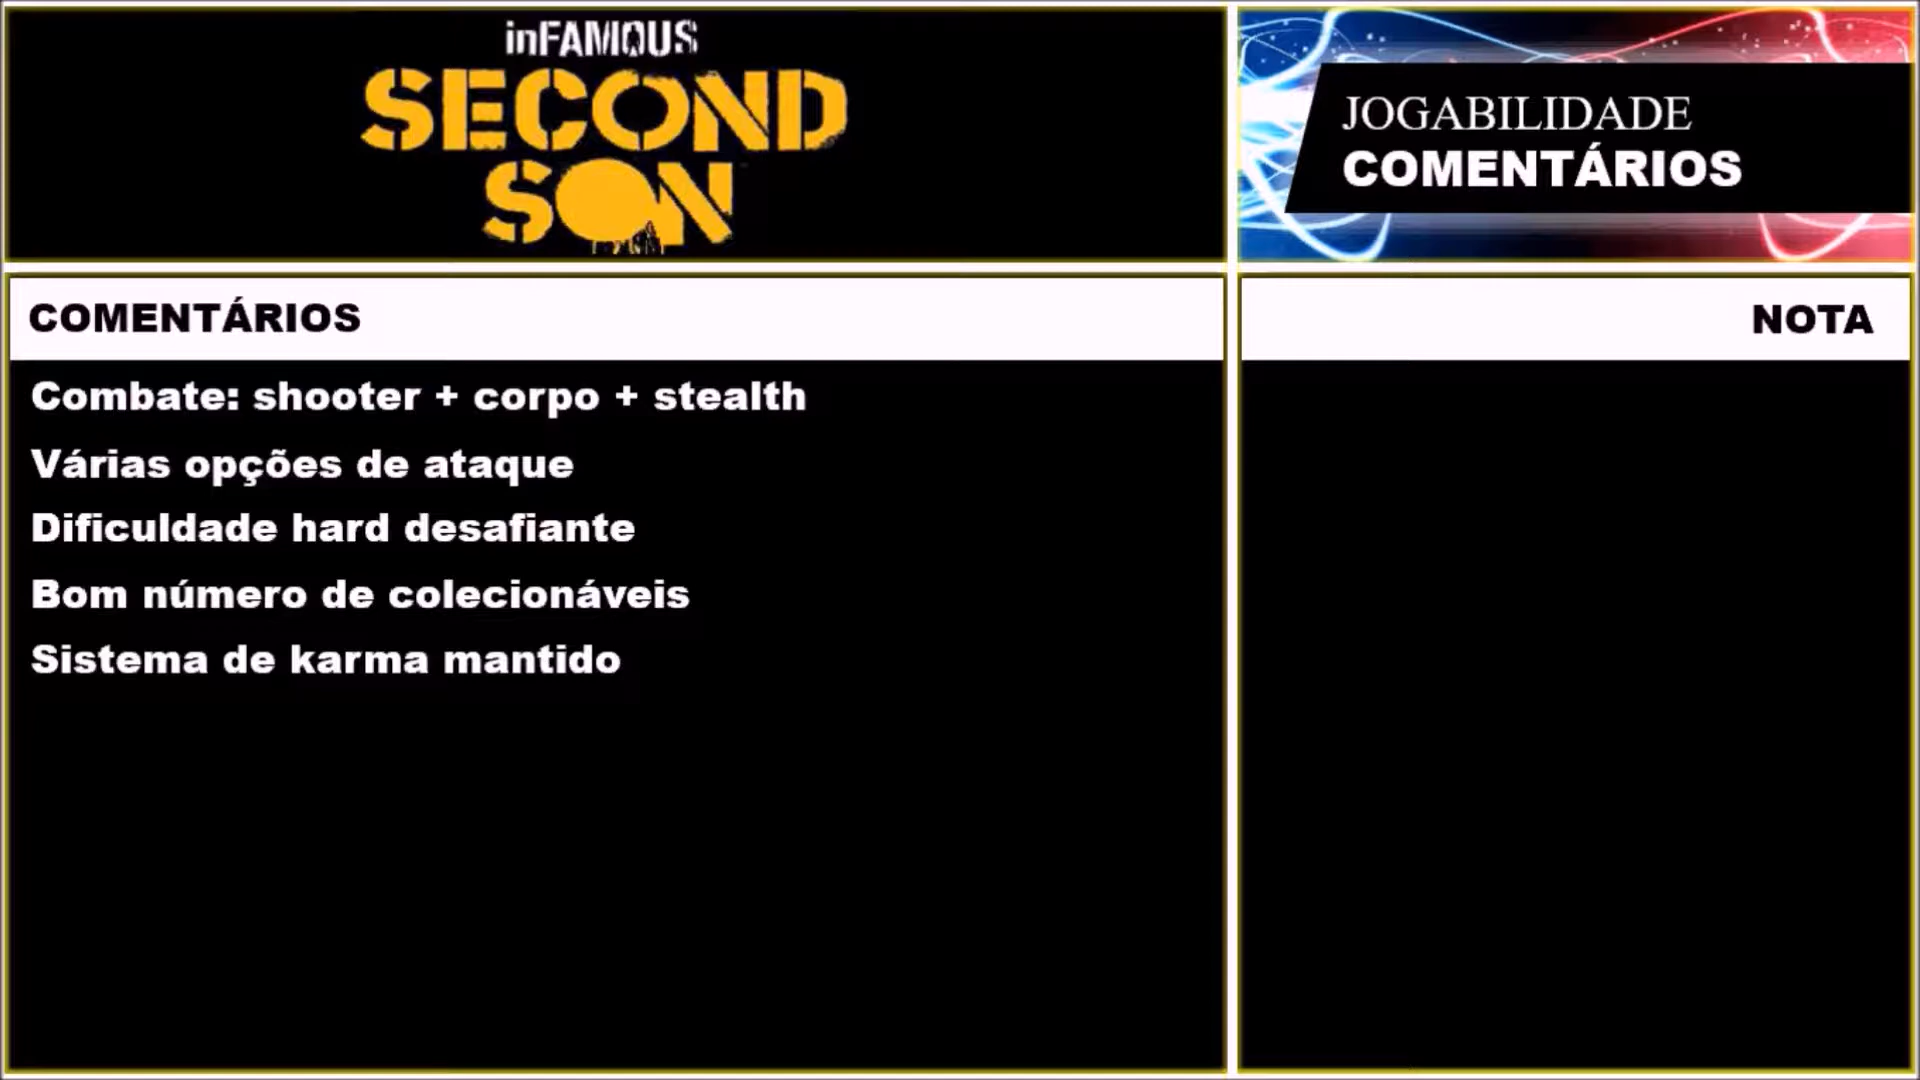 inFAMOUS
SECOND
SON
JOGABILIDADE
COMENTÁRIOS
COMENTÁRIOS
NOTA
Combate: shooter + corpo + stealth
Várias opções de ataque
Dificuldade hard desafiante
Bom número de colecionáveis
Sistema de karma mantido